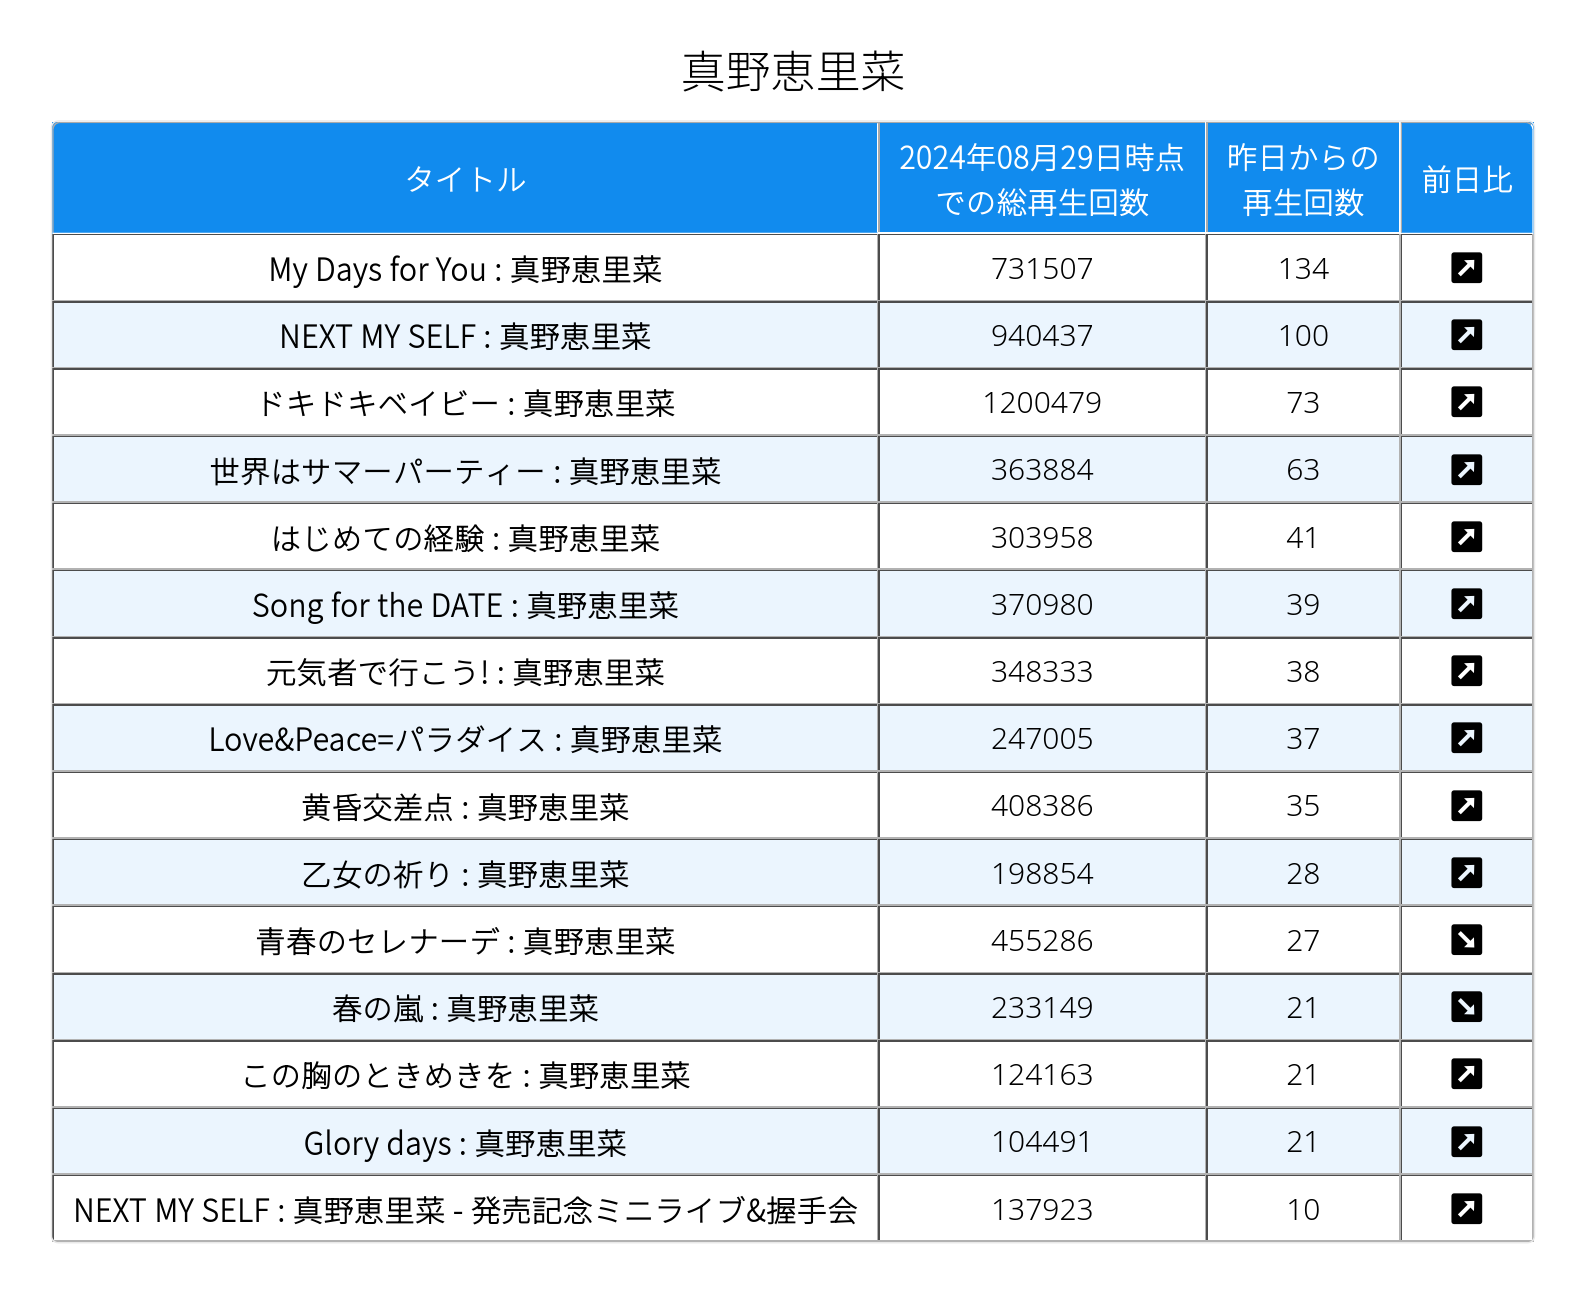 真野恵里菜
タイトル 2024年08月29日時点での総再生回数 昨日からの再生回数 前日比
My Days for You : 真野恵里菜 731507 134 ↗
NEXT MY SELF : 真野恵里菜 940437 100 ↗
ドキドキベイビー : 真野恵里菜 1200479 73 ↗
世界はサマーパーティー : 真野恵里菜 363884 63 ↗
はじめての経験 : 真野恵里菜 303958 41 ↗
Song for the DATE : 真野恵里菜 370980 39 ↗
元気者で行こう! : 真野恵里菜 348333 38 ↗
Love&Peace=パラダイス : 真野恵里菜 247005 37 ↗
黄昏交差点 : 真野恵里菜 408386 35 ↗
乙女の祈り : 真野恵里菜 198854 28 ↗
青春のセレナーデ : 真野恵里菜 455286 27 ↘
春の嵐 : 真野恵里菜 233149 21 ↘
この胸のときめきを : 真野恵里菜 124163 21 ↗
Glory days : 真野恵里菜 104491 21 ↗
NEXT MY SELF : 真野恵里菜 - 発売記念ミニライブ&握手会 137923 10 ↗